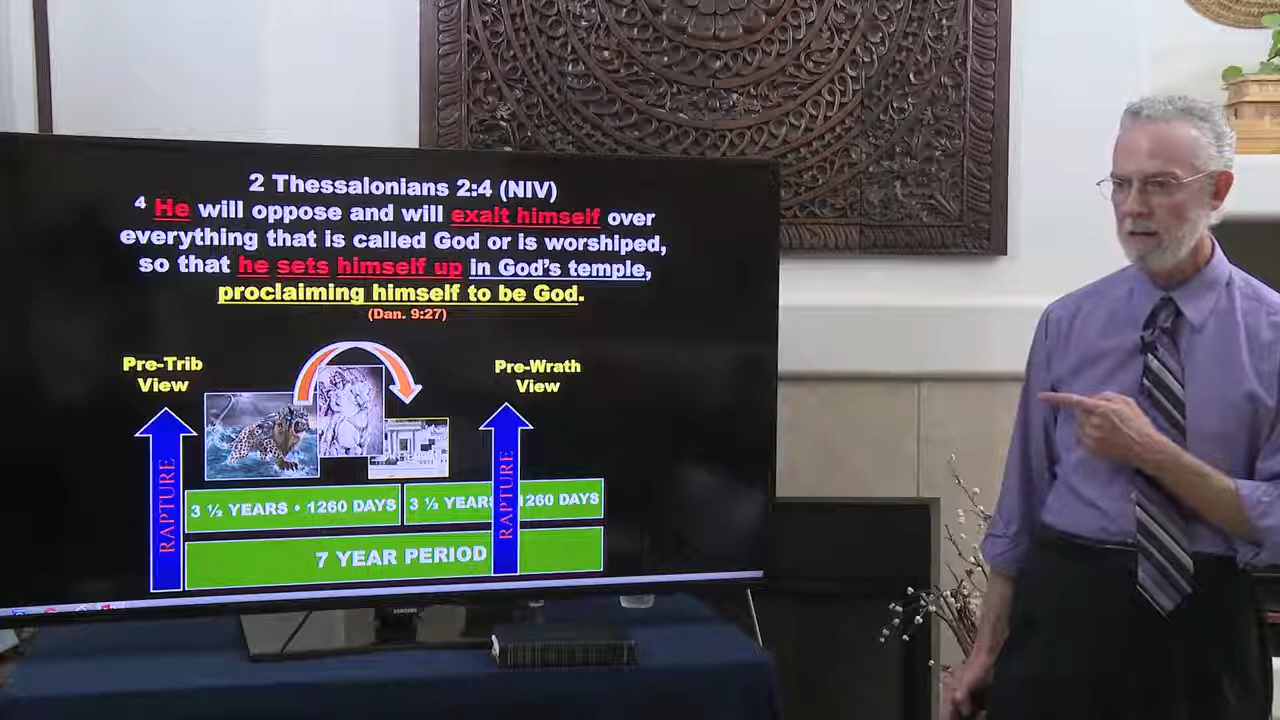 2 Thessalonians 2:4 (NIV)
4 He will oppose and will exalt himself over
everything that is called God or is worshiped,
so that he sets himself up in God's temple,
proclaiming himself to be God.
(Dan. 9:27)
Pre-Trib
View
Pre-Wrath
View
RAPTURE
RAPTURE
3 ½ YEARS • 1260 DAYS
3 ½ YEAR 1260 DAYS
7 YEAR PERIOD
SAMSUNG